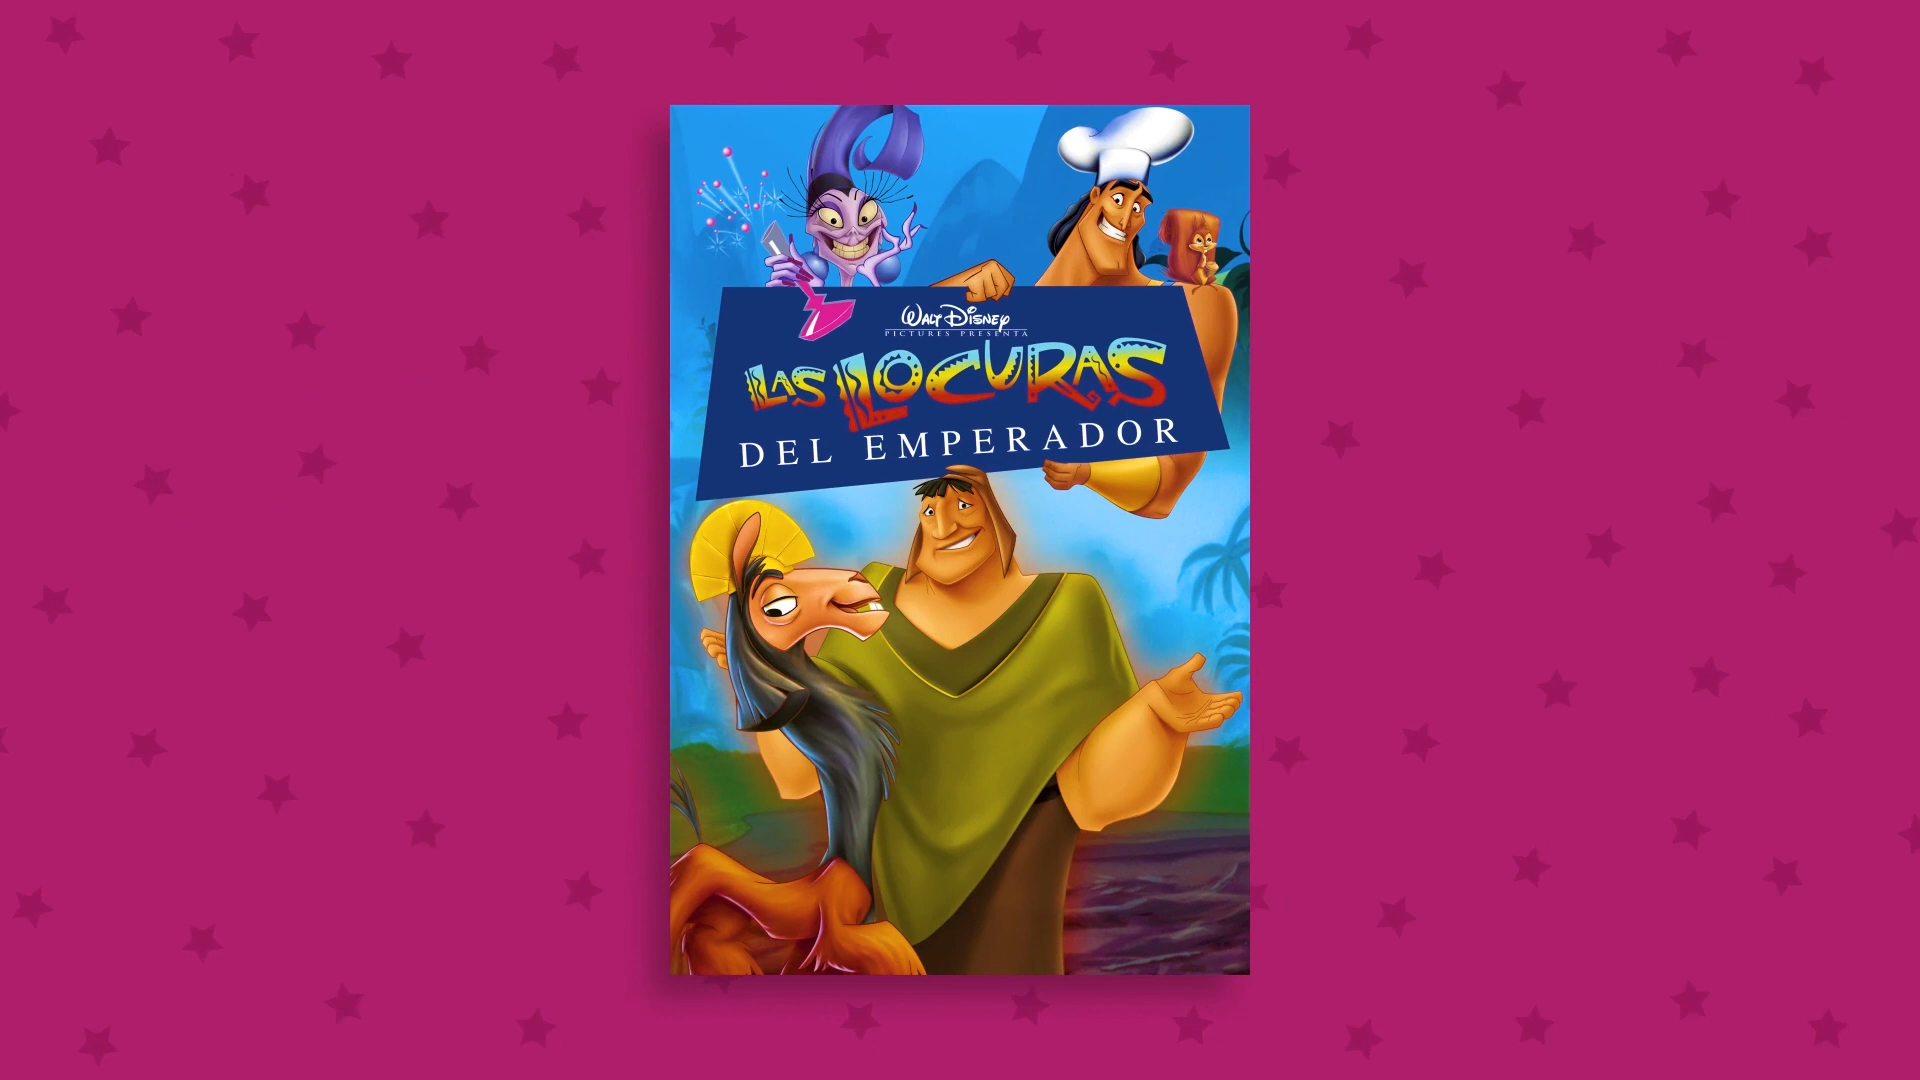 WALT DISNEY
PICTURES PRESENTA
LAS LOCURAS
DEL EMPERADOR